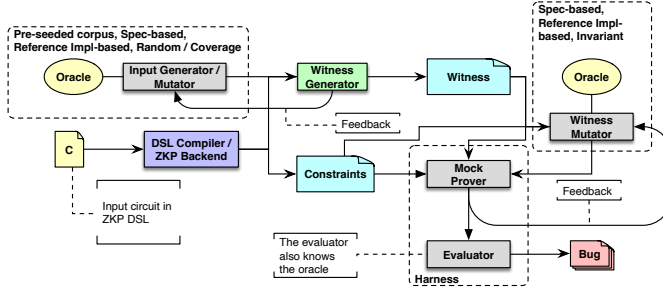 Pre-seeded corpus, Spec-based,
Reference Impl-based, Random / Coverage
Oracle
Input Generator /
Mutator
Witness
Generator
Witness
Spec-based,
Reference Impl-
based, Invariant
Oracle
Witness
Mutator
Feedback
C
DSL Compiler /
ZKP Backend
Constraints
Mock
Prover
Feedback
Input circuit in
ZKP DSL
The evaluator
also knows
the oracle
Evaluator
Bug
Harness